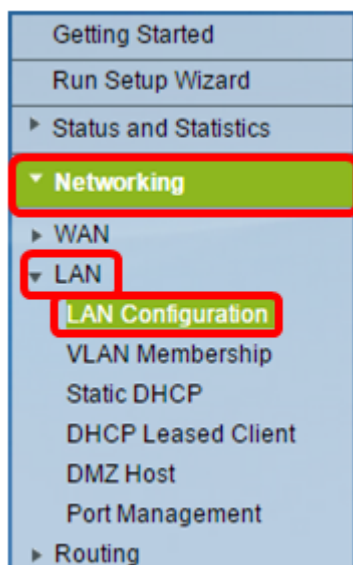 Getting Started
Run Setup Wizard
Status and Statistics
Networking
WAN
LAN
LAN Configuration
VLAN Membership
Static DHCP
DHCP Leased Client
DMZ Host
Port Management
Routing